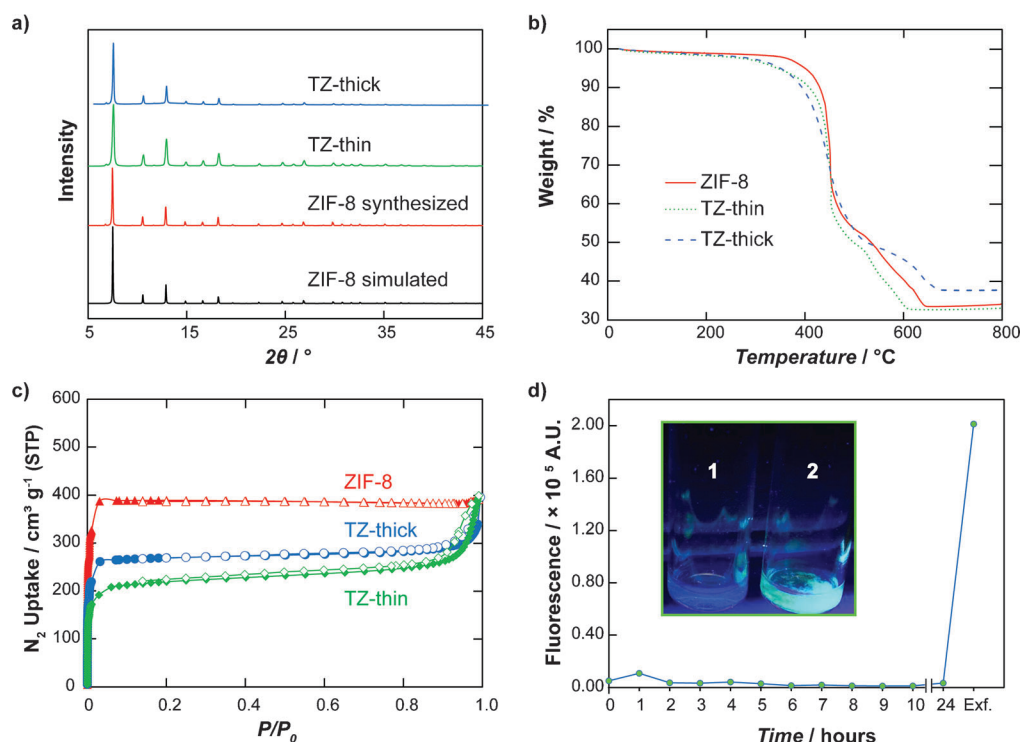 a)
Intensity
TZ-thick
TZ-thin
ZIF-8 synthesized
ZIF-8 simulated
5 15 25 35 45
2θ / °
b)
Weight / %
100
90
80
70
60
50
40
30
ZIF-8
TZ-thin
TZ-thick
0 200 400 600 800
Temperature / °C
c)
N₂ Uptake / cm³ g⁻¹ (STP)
600
500
400
300
200
100
0
ZIF-8
TZ-thick
TZ-thin
0 0.2 0.4 0.6 0.8 1.0
P/P₀
d)
Fluorescence / × 10⁵ A.U.
2.00
1.60
1.20
0.80
0.40
0.00
1 2
0 1 2 3 4 5 6 7 8 9 10 24 Exf.
Time / hours